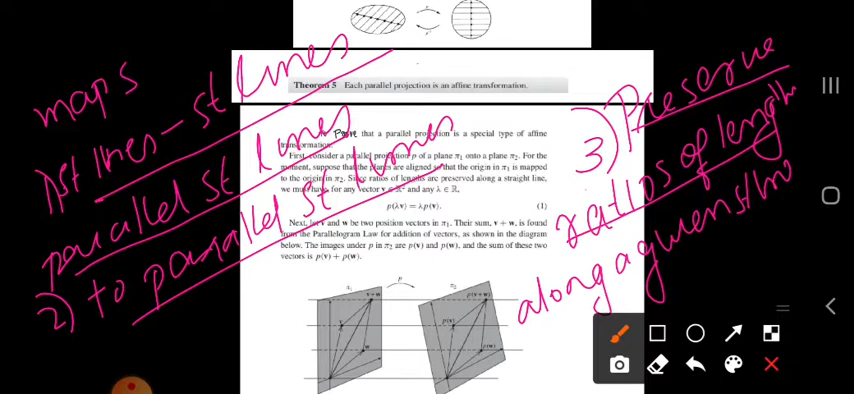 Theorem 5 Each parallel projection is an affine transformation.
Prove that a parallel projection is a special type of affine
transformation.
First, consider a parallel projection p of a plane π1 onto a plane π2. For the
moment, suppose that the planes are aligned so that the origin in π1 is mapped
to the origin in π2. Since ratios of lengths are preserved along a straight line,
we must have, for any vector v ∈ and any λ ∈ ℝ,
p(λv) = λp(v). (1)
Next, let v and w be two position vectors in π1. Their sum, v + w, is found
from the Parallelogram Law for addition of vectors, as shown in the diagram
below. The images under p in π2 are p(v) and p(w), and the sum of these two
vectors is p(v) + p(w).
π1
p
π2
v + w
p(v + w)
v
p(v)
w
p(w)
maps
1) st lines - st lines
parallel st lines
2) to parallel st lines
3) Preserve
ratios of length
along a given st line